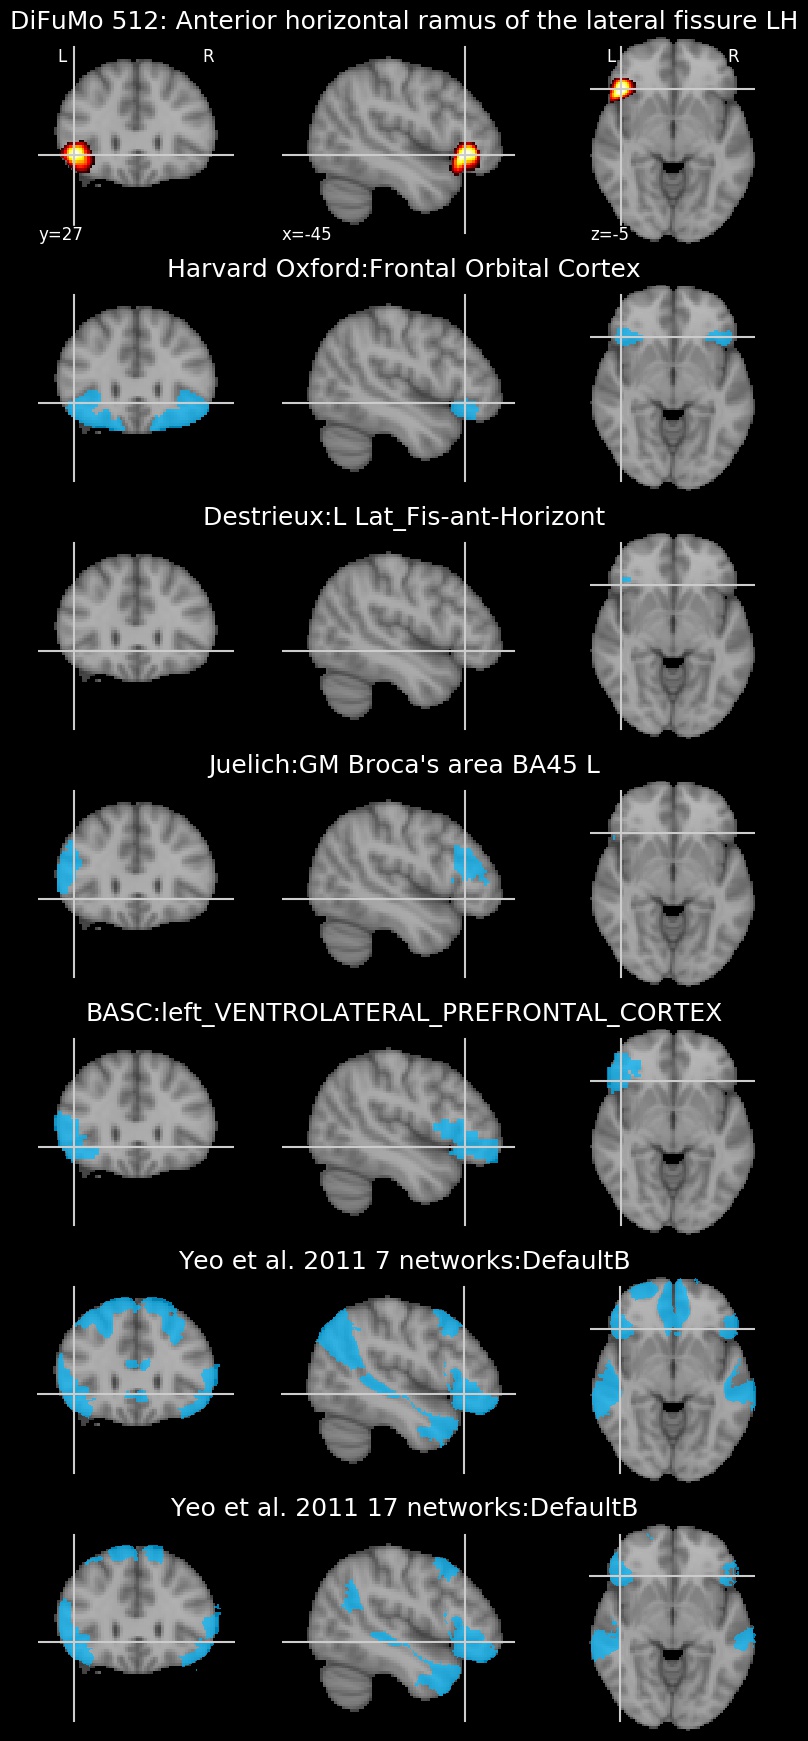 DiFuMo 512: Anterior horizontal ramus of the lateral fissure LH
L R L R
y=27 x=-45 z=-5
Harvard Oxford:Frontal Orbital Cortex
Destrieux:L Lat_Fis-ant-Horizont
Juelich:GM Broca's area BA45 L
BASC:left_VENTROLATERAL_PREFRONTAL_CORTEX
Yeo et al. 2011 7 networks:DefaultB
Yeo et al. 2011 17 networks:DefaultB